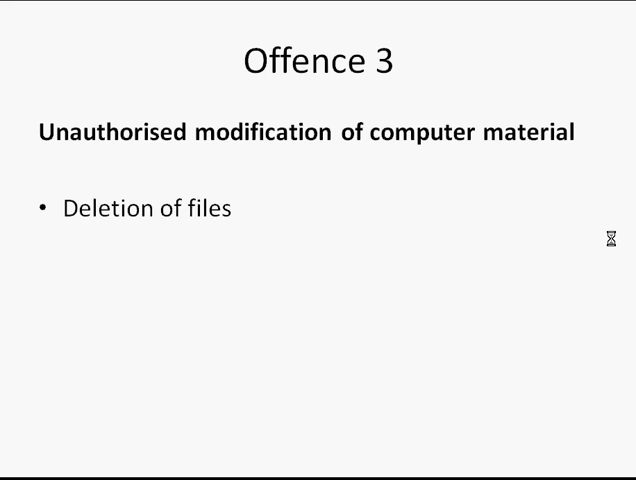 Offence 3
Unauthorised modification of computer material
• Deletion of files